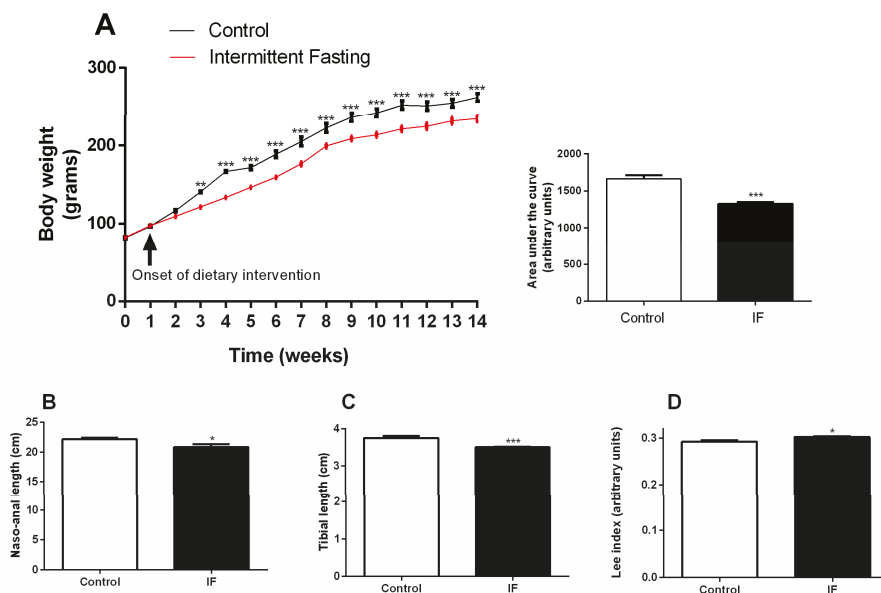 A
Control
Intermittent Fasting
300
200
100
0
Body weight
(grams)
** *** *** *** *** *** *** *** *** *** *** ***
Onset of dietary intervention
0 1 2 3 4 5 6 7 8 9 10 11 12 13 14
Time (weeks)
2000
1500
1000
500
0
Area under the curve
(arbitrary units)
***
Control IF
B
25
20
15
10
5
0
Naso-anal length (cm)
*
Control IF
C
4
3
2
1
0
Tibial length (cm)
***
Control IF
D
0.3
0.2
0.1
0.0
Lee index (arbitrary units)
*
Control IF